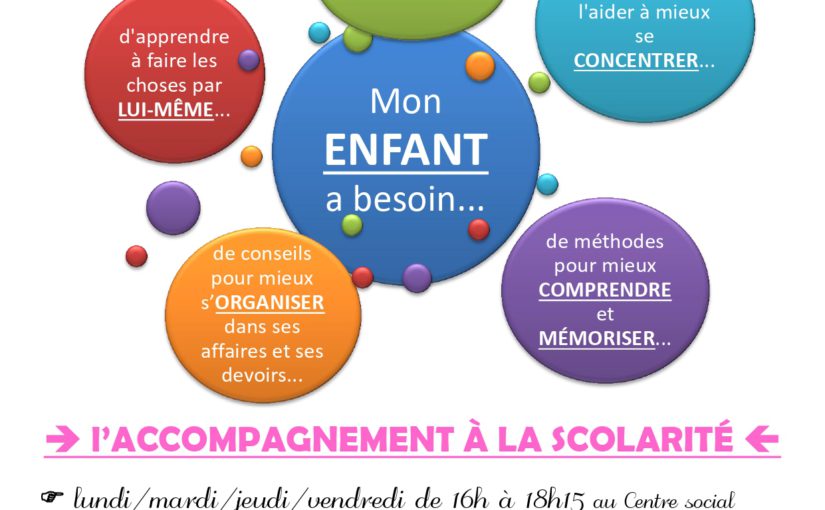 d'apprendre
à faire les
choses par
LUI-MÊME...
l'aider à mieux
se
CONCENTRER...
Mon
ENFANT
a besoin...
de conseils
pour mieux
s'ORGANISER
dans ses
affaires et ses
devoirs...
de méthodes
pour mieux
COMPRENDRE
et
MÉMORISER...
→ l'ACCOMPAGNEMENT À LA SCOLARITÉ ←
☞ lundi/mardi/jeudi/vendredi de 16h à 18h15 au Centre social